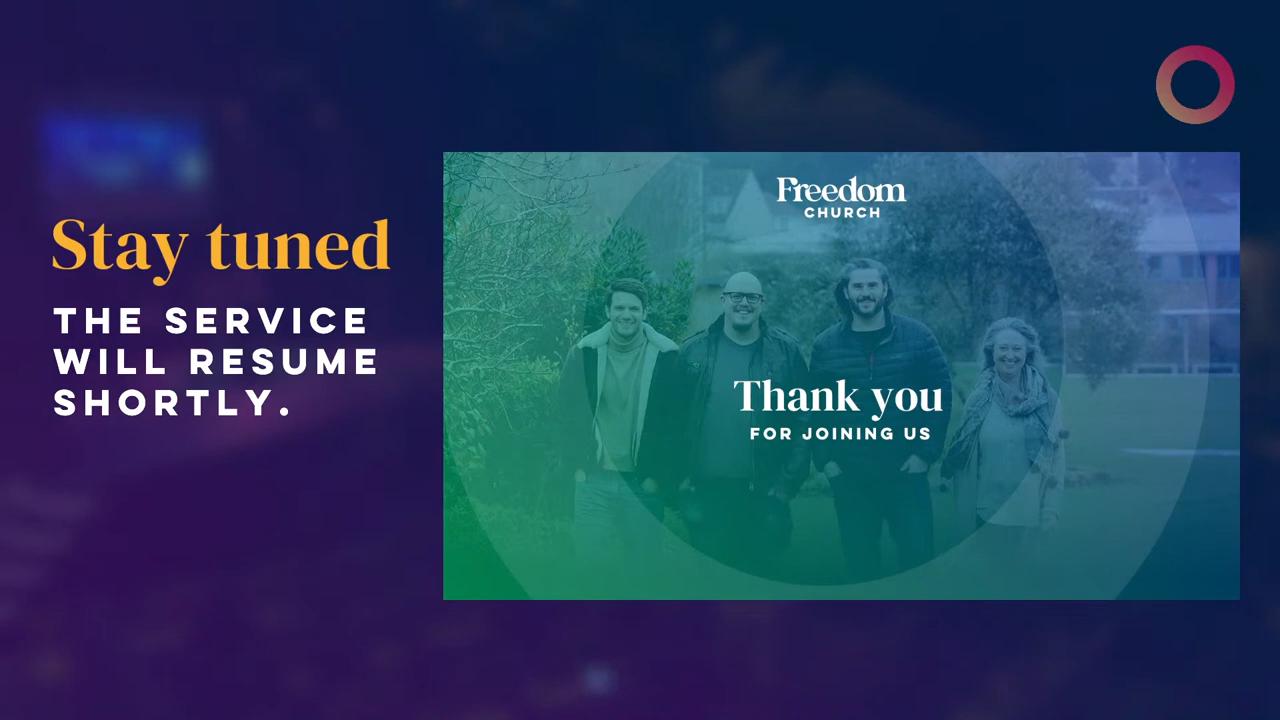 Stay tuned
THE SERVICE
WILL RESUME
SHORTLY.
Freedom
CHURCH
Thank you
FOR JOINING US